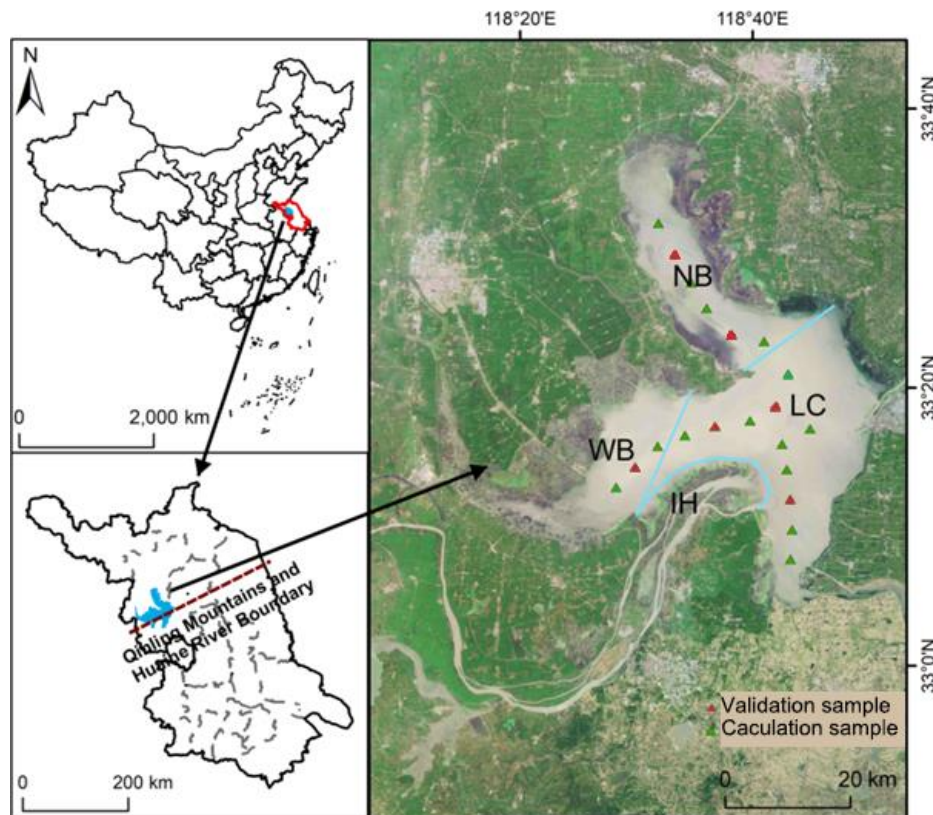 118°20'E
118°40'E
N
33°40'N
NB
33°20'N
LC
WB
IH
0
2,000 km
Qinling Mountains and
Huaihe River Boundary
33°0'N
Validation sample
Caculation sample
0
200 km
0
20 km